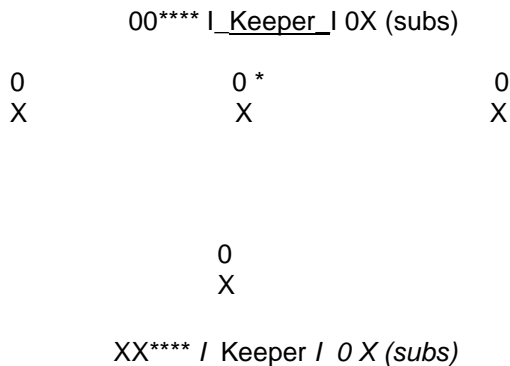 00**** I_Keeper_I 0X (subs)
0 0 * 0
X X X
0
X
XX**** I Keeper I 0 X (subs)